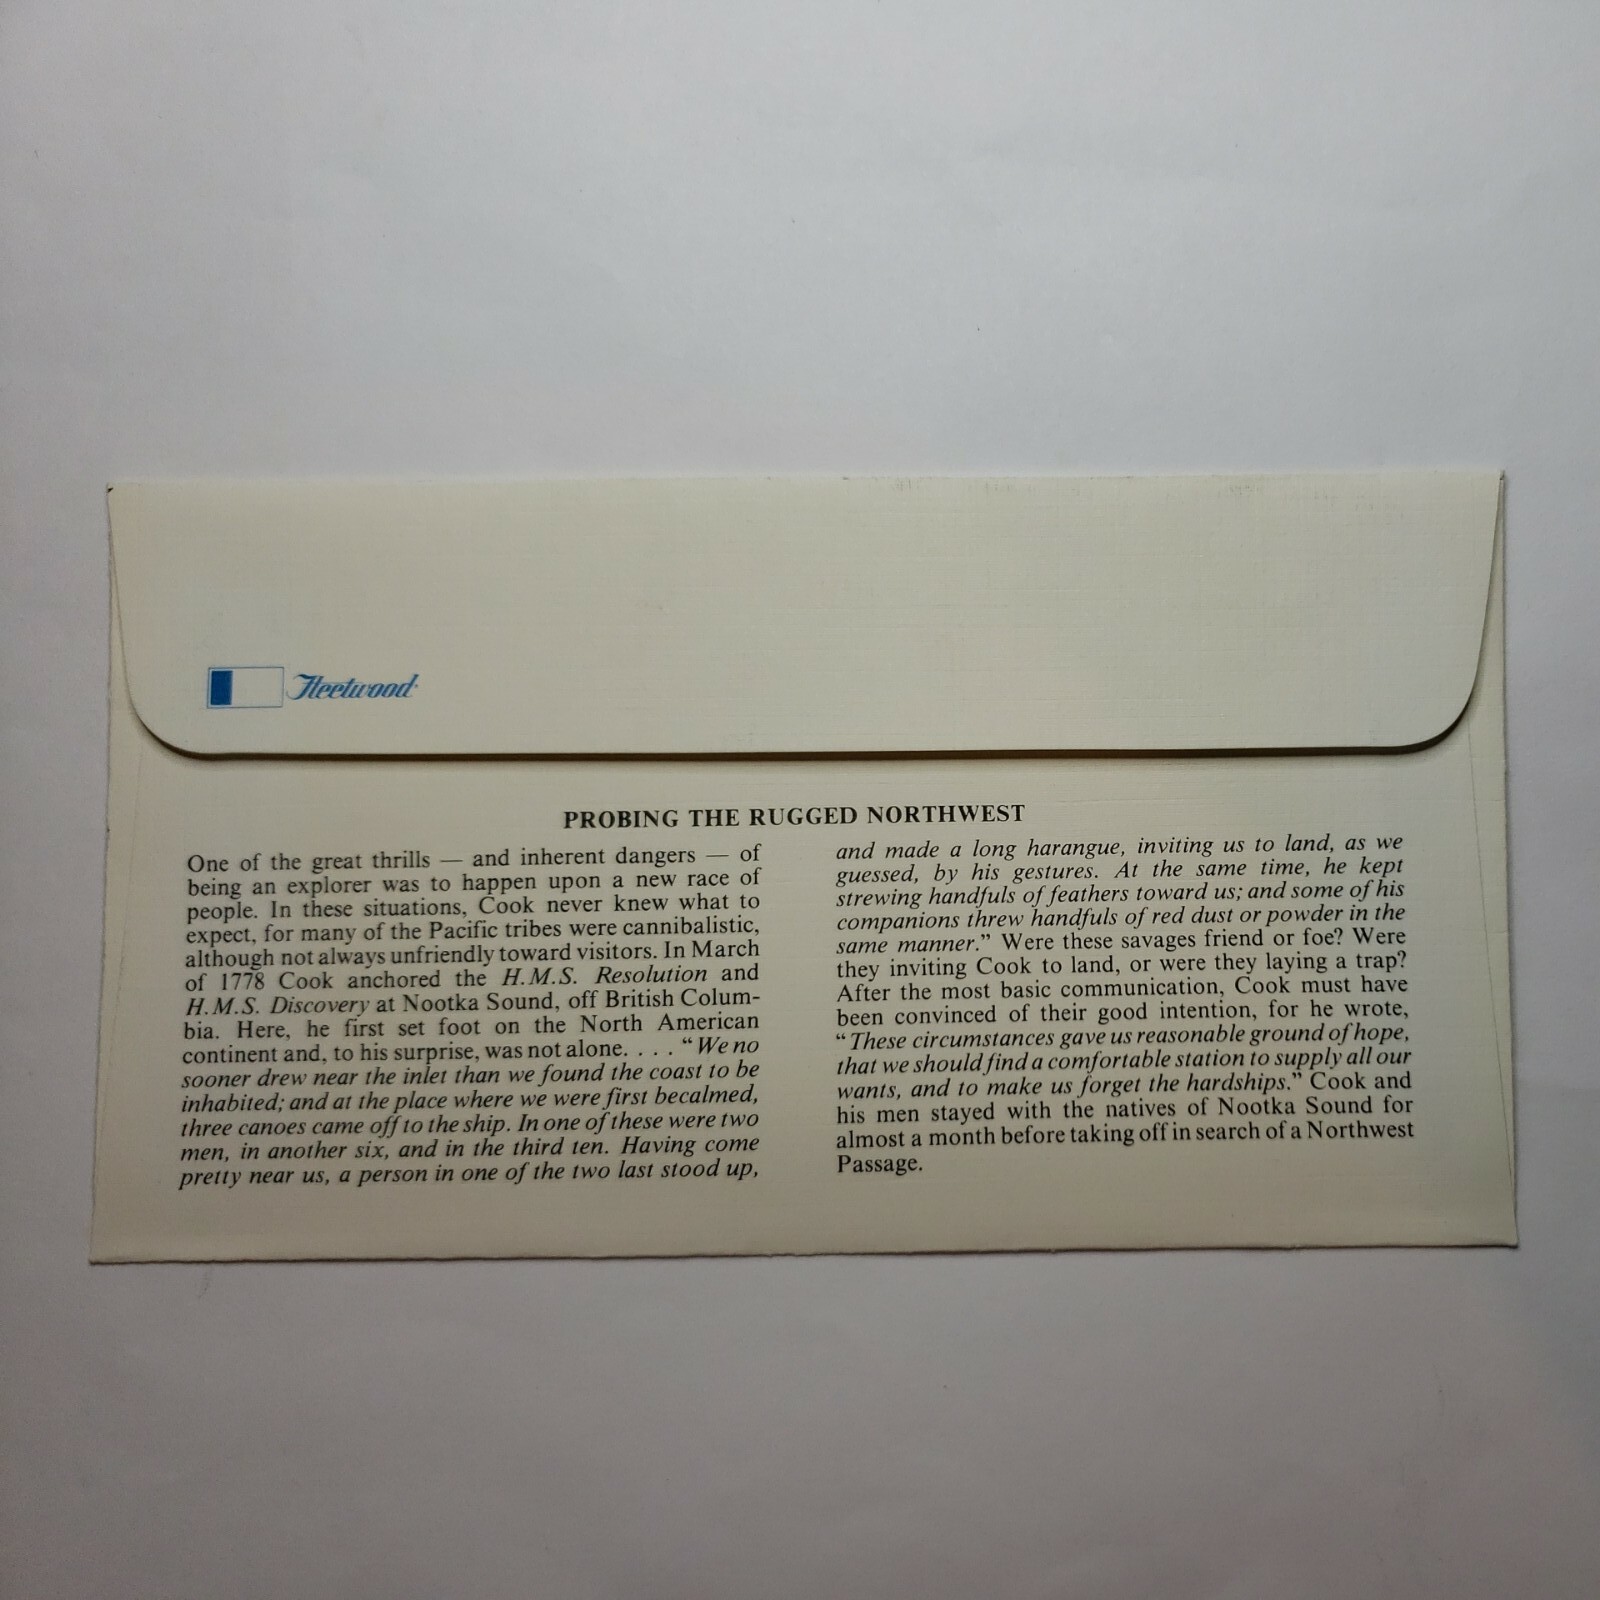 Fleetwood
PROBING THE RUGGED NORTHWEST
One of the great thrills — and inherent dangers — of
being an explorer was to happen upon a new race of
people. In these situations, Cook never knew what to
expect, for many of the Pacific tribes were cannibalistic,
although not always unfriendly toward visitors. In March
of 1778 Cook anchored the H.M.S. Resolution and
H.M.S. Discovery at Nootka Sound, off British Colum-
bia. Here, he first set foot on the North American
continent and, to his surprise, was not alone. . . . “We no
sooner drew near the inlet than we found the coast to be
inhabited; and at the place where we were first becalmed,
three canoes came off to the ship. In one of these were two
men, in another six, and in the third ten. Having come
pretty near us, a person in one of the two last stood up,
and made a long harangue, inviting us to land, as we
guessed, by his gestures. At the same time, he kept
strewing handfuls of feathers toward us; and some of his
companions threw handfuls of red dust or powder in the
same manner.” Were these savages friend or foe? Were
they inviting Cook to land, or were they laying a trap?
After the most basic communication, Cook must have
been convinced of their good intention, for he wrote,
“These circumstances gave us reasonable ground of hope,
that we should find a comfortable station to supply all our
wants, and to make us forget the hardships.” Cook and
his men stayed with the natives of Nootka Sound for
almost a month before taking off in search of a Northwest
Passage.